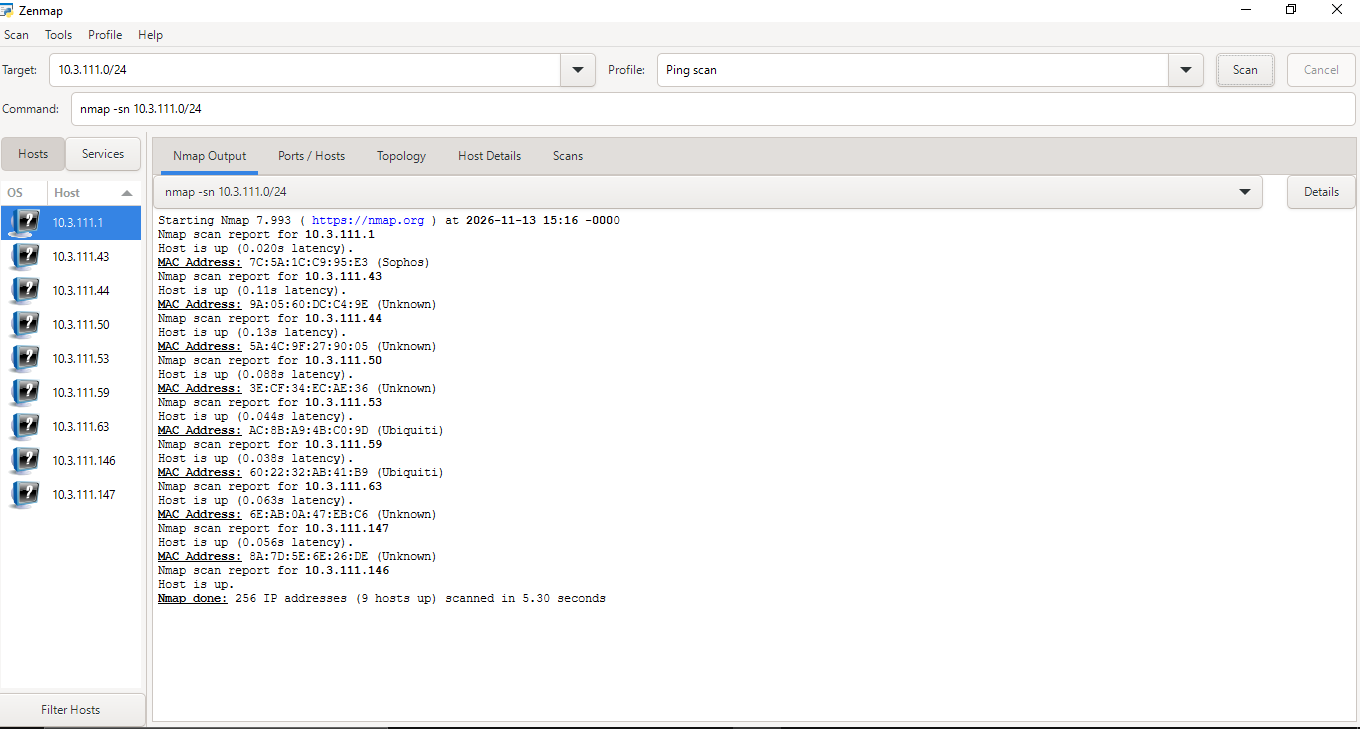 Zenmap
Scan Tools Profile Help
Target: 10.3.111.0/24 Profile: Ping scan Scan Cancel
Command: nmap -sn 10.3.111.0/24
Hosts Services
OS Host
10.3.111.1
10.3.111.43
10.3.111.44
10.3.111.50
10.3.111.53
10.3.111.59
10.3.111.63
10.3.111.146
10.3.111.147
Filter Hosts
Nmap Output Ports / Hosts Topology Host Details Scans
nmap -sn 10.3.111.0/24 Details
Starting Nmap 7.993 ( https://nmap.org ) at 2026-11-13 15:16 -0000
Nmap scan report for 10.3.111.1
Host is up (0.020s latency).
MAC Address: 7C:5A:1C:C9:95:E3 (Sophos)
Nmap scan report for 10.3.111.43
Host is up (0.11s latency).
MAC Address: 9A:05:60:DC:C4:9E (Unknown)
Nmap scan report for 10.3.111.44
Host is up (0.13s latency).
MAC Address: 5A:4C:9F:27:90:05 (Unknown)
Nmap scan report for 10.3.111.50
Host is up (0.088s latency).
MAC Address: 3E:CF:34:EC:AE:36 (Unknown)
Nmap scan report for 10.3.111.53
Host is up (0.044s latency).
MAC Address: AC:8B:A9:4B:C0:9D (Ubiquiti)
Nmap scan report for 10.3.111.59
Host is up (0.038s latency).
MAC Address: 60:22:32:AB:41:B9 (Ubiquiti)
Nmap scan report for 10.3.111.63
Host is up (0.063s latency).
MAC Address: 6E:AB:0A:47:EB:C6 (Unknown)
Nmap scan report for 10.3.111.147
Host is up (0.056s latency).
MAC Address: 8A:7D:5E:6E:26:DE (Unknown)
Nmap scan report for 10.3.111.146
Host is up.
Nmap done: 256 IP addresses (9 hosts up) scanned in 5.30 seconds